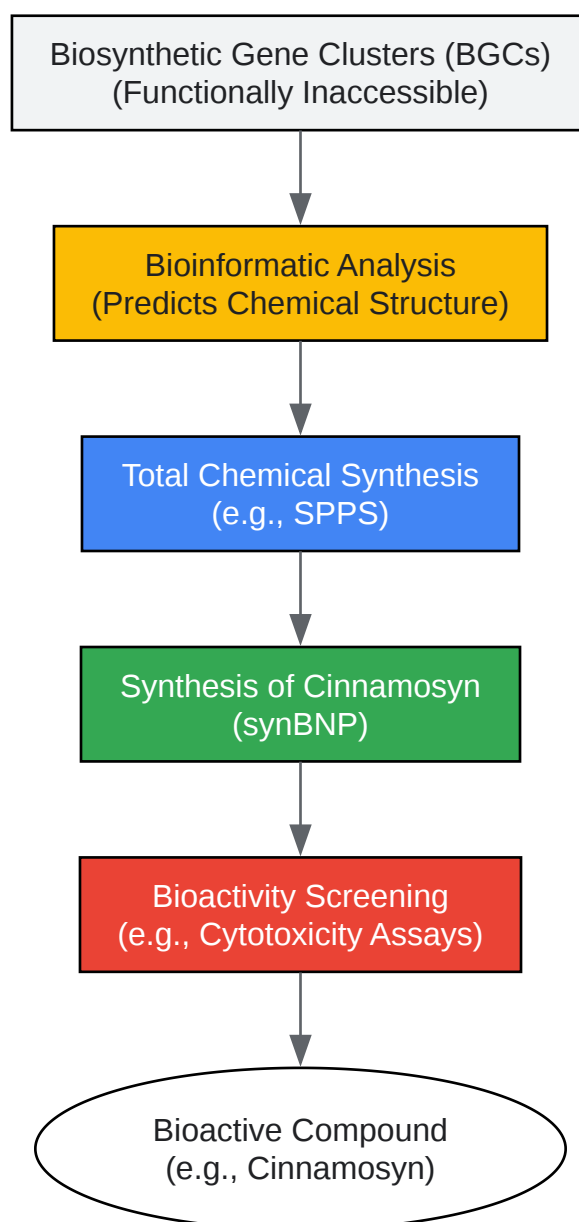 Biosynthetic Gene Clusters (BGCs)
(Functionally Inaccessible)
Bioinformatic Analysis
(Predicts Chemical Structure)
Total Chemical Synthesis
(e.g., SPPS)
Synthesis of Cinnamosyn
(synBNP)
Bioactivity Screening
(e.g., Cytotoxicity Assays)
Bioactive Compound
(e.g., Cinnamosyn)